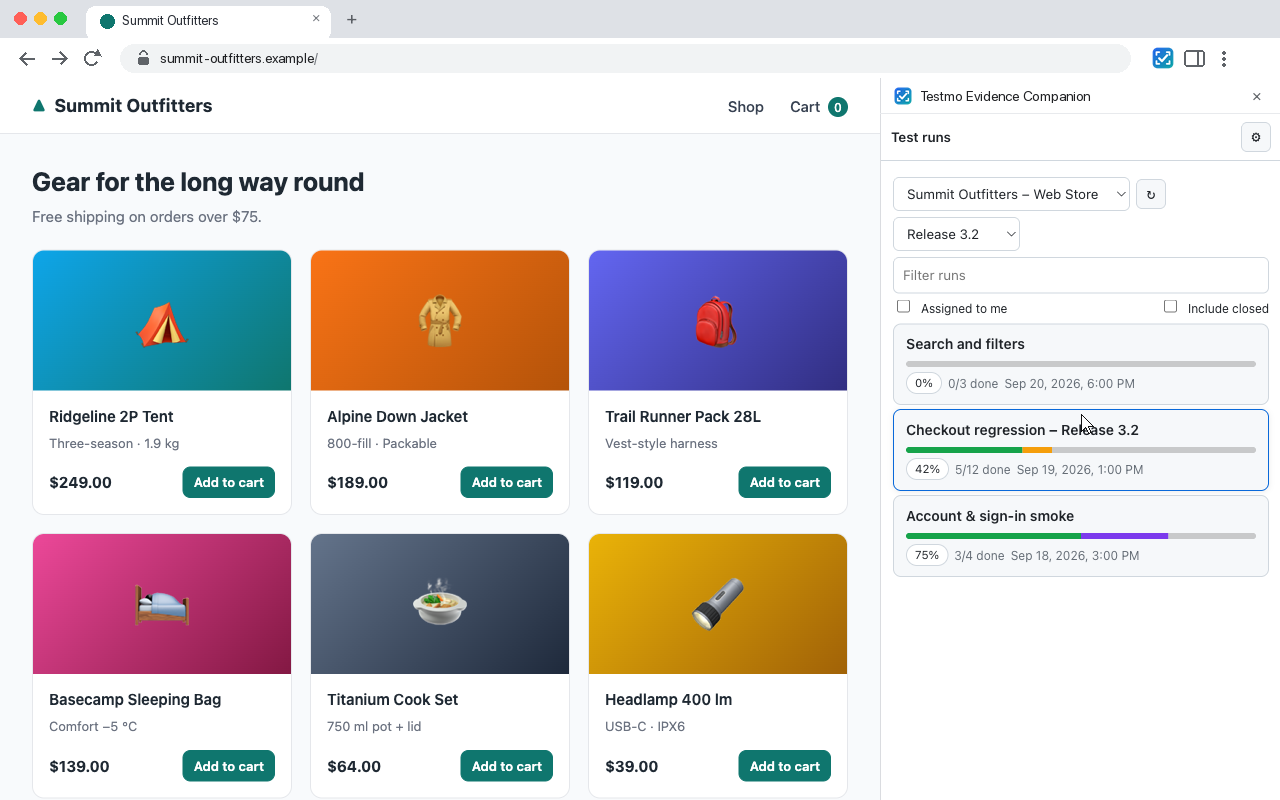 Summit Outfitters
summit-outfitters.example/
Summit Outfitters
Shop Cart 0
Gear for the long way round
Free shipping on orders over $75.
Ridgeline 2P Tent
Three-season · 1.9 kg
$249.00 Add to cart
Alpine Down Jacket
800-fill · Packable
$189.00 Add to cart
Trail Runner Pack 28L
Vest-style harness
$119.00 Add to cart
Basecamp Sleeping Bag
Comfort −5 °C
$139.00 Add to cart
Titanium Cook Set
750 ml pot + lid
$64.00 Add to cart
Headlamp 400 lm
USB-C · IPX6
$39.00 Add to cart
Testmo Evidence Companion
Test runs
Summit Outfitters – Web Store
Release 3.2
Filter runs
Assigned to me Include closed
Search and filters
0% 0/3 done Sep 20, 2026, 6:00 PM
Checkout regression – Release 3.2
42% 5/12 done Sep 19, 2026, 1:00 PM
Account & sign-in smoke
75% 3/4 done Sep 18, 2026, 3:00 PM